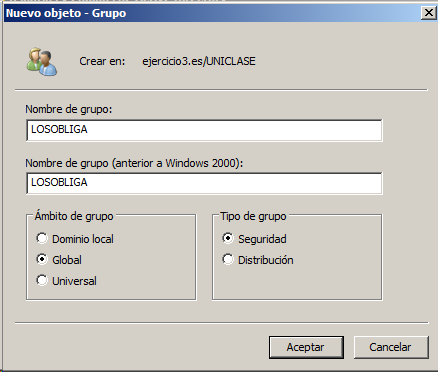 Nuevo objeto - Grupo
Crear en: ejercicio3.es/UNICLASE
Nombre de grupo:
LOSOBLIGA
Nombre de grupo (anterior a Windows 2000):
LOSOBLIGA
Ámbito de grupo
Dominio local
Global
Universal
Tipo de grupo
Seguridad
Distribución
Aceptar
Cancelar